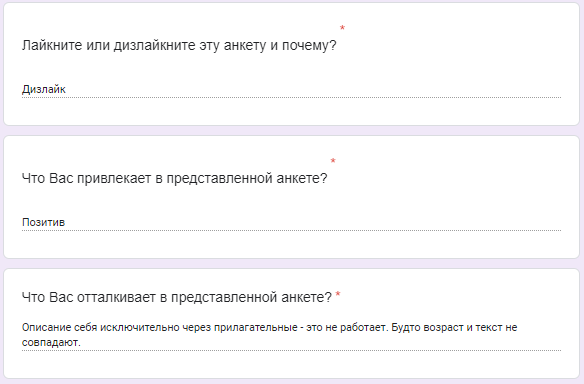 Лайкните или дизлайкните эту анкету и почему? *
Дизлайк
Что Вас привлекает в представленной анкете? *
Позитив
Что Вас отталкивает в представленной анкете? *
Описание себя исключительно через прилагательные - это не работает. Будто возраст и текст не
совпадают.